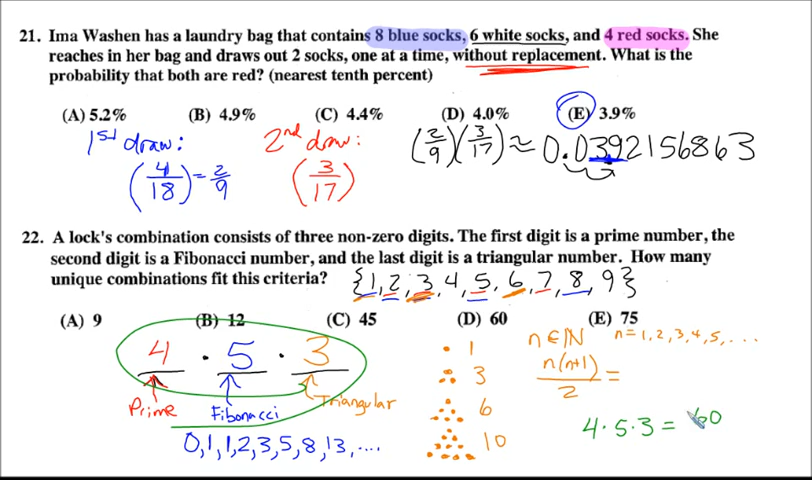 21. Ima Washen has a laundry bag that contains 8 blue socks, 6 white socks, and 4 red socks. She
reaches in her bag and draws out 2 socks, one at a time, without replacement. What is the
probability that both are red? (nearest tenth percent)
(A) 5.2% (B) 4.9% (C) 4.4% (D) 4.0% (E) 3.9%
1st draw: 2nd draw: (2/9)(3/17) ≈ 0.0392156863
(4/18) = 2/9 (3/17)
22. A lock's combination consists of three non-zero digits. The first digit is a prime number, the
second digit is a Fibonacci number, and the last digit is a triangular number. How many
unique combinations fit this criteria? {1,2,3,4,5,6,7,8,9}
(A) 9 (B) 12 (C) 45 (D) 60 (E) 75
4 · 5 · 3
Prime Fibonacci Triangular
0,1,1,2,3,5,8,13,....
1
3
6
10
n∈ℕ n=1,2,3,4,5,...
n(n+1)/2 =
4·5·3 = 60